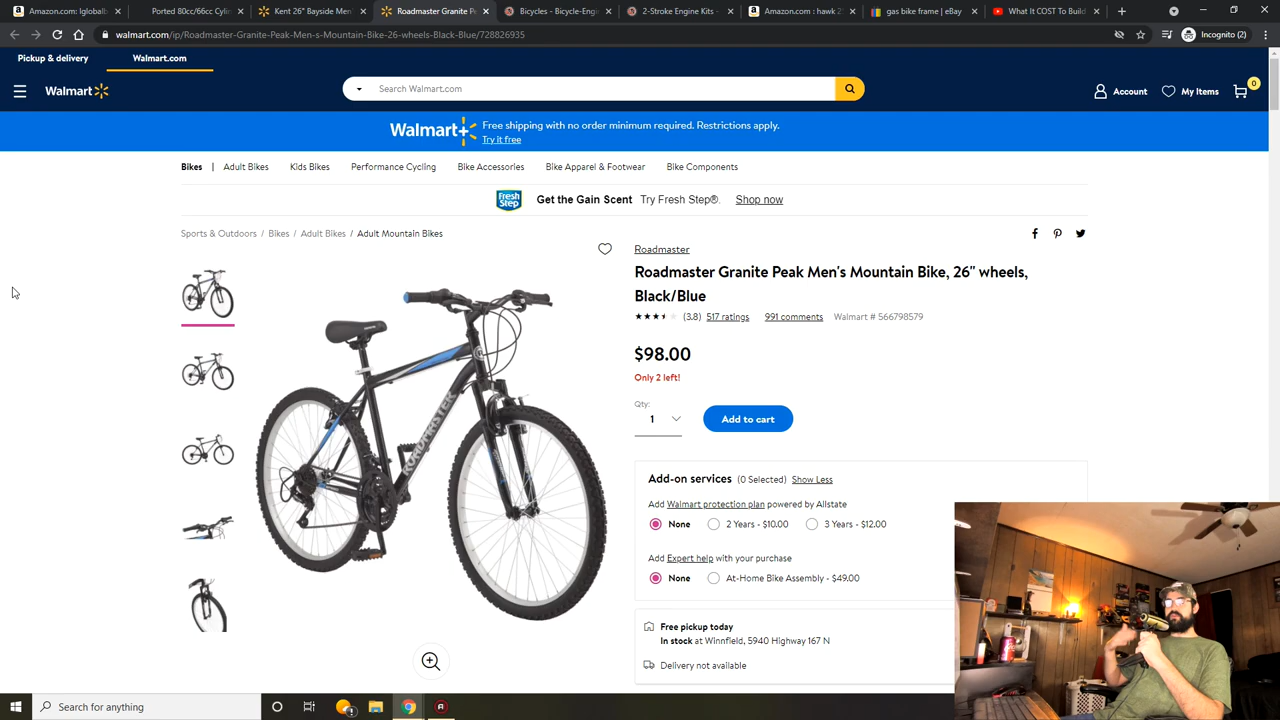 Amazon.com: Iglobalbu
Ported 80cc/66cc Cylin
Kent 26" Bayside Men'
Roadmaster Granite Pe
Bicycles - Bicycle-Engin
2-Stroke Engine Kits -
Amazon.com : hawk 2
gas bike frame | eBay
What It COST To Build
walmart.com/ip/Roadmaster-Granite-Peak-Men-s-Mountain-Bike-26-wheels-Black-Blue/728826935
Incognito (2)
Pickup & delivery
Walmart.com
Walmart
Search Walmart.com
Account
My Items
0
Walmart+
Free shipping with no order minimum required. Restrictions apply.
Try it free
Bikes | Adult Bikes Kids Bikes Performance Cycling Bike Accessories Bike Apparel & Footwear Bike Components
Fresh Step
Get the Gain Scent Try Fresh Step®. Shop now
Sports & Outdoors / Bikes / Adult Bikes / Adult Mountain Bikes
Roadmaster
Roadmaster Granite Peak Men's Mountain Bike, 26" wheels,
Black/Blue
(3.8) 517 ratings 991 comments Walmart # 566798579
$98.00
Only 2 left!
Qty:
1
Add to cart
ROADMASTER
Add-on services (0 Selected) Show Less
Add Walmart protection plan powered by Allstate
None 2 Years - $10.00 3 Years - $12.00
Add Expert help with your purchase
None At-Home Bike Assembly - $49.00
Free pickup today
In stock at Winnfield, 5940 Highway 167 N
Delivery not available
Search for anything